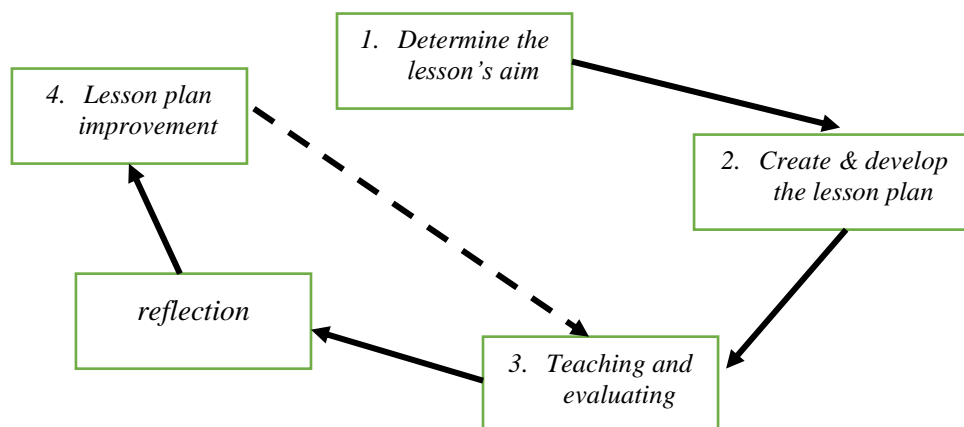 1. Determine the
lesson’s aim
2. Create & develop
the lesson plan
3. Teaching and
evaluating
reflection
4. Lesson plan
improvement